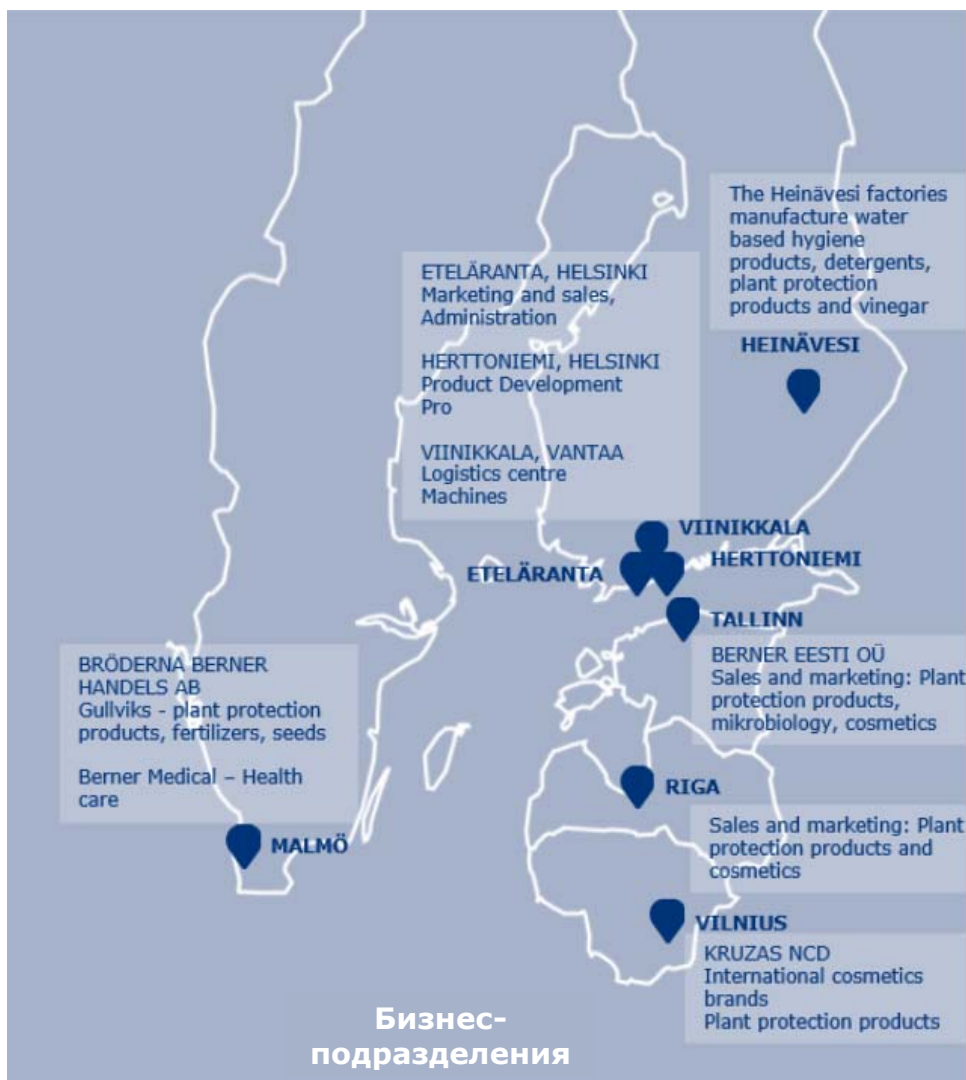 The Heinävesi factories
manufacture water
based hygiene
products, detergents,
plant protection
products and vinegar
HEINÄVESI
ETELÄRANTA, HELSINKI
Marketing and sales,
Administration
HERTTONIEMI, HELSINKI
Product Development
Pro
VIINIKKALA, VANTAA
Logistics centre
Machines
VIINIKKALA
HERTTONIEMI
ETELÄRANTA
TALLINN
BERNER EESTI OÜ
Sales and marketing: Plant
protection products,
mikrobiology, cosmetics
BRÖDERNA BERNER
HANDELS AB
Gullviks - plant protection
products, fertilizers, seeds
Berner Medical – Health
care
MALMÖ
RIGA
Sales and marketing: Plant
protection products and
cosmetics
VILNIUS
KRUZAS NCD
International cosmetics
brands
Plant protection products
Бизнес-
подразделения